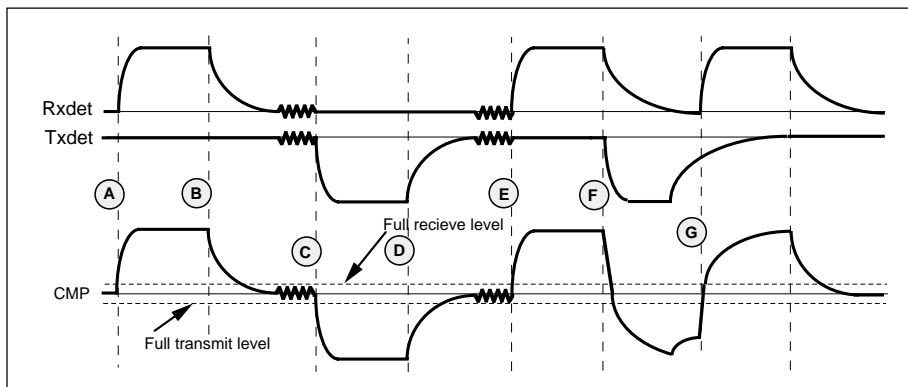 Rxdet
Txdet
A
B
E
F
Full recieve level
C
D
G
CMP
Full transmit level